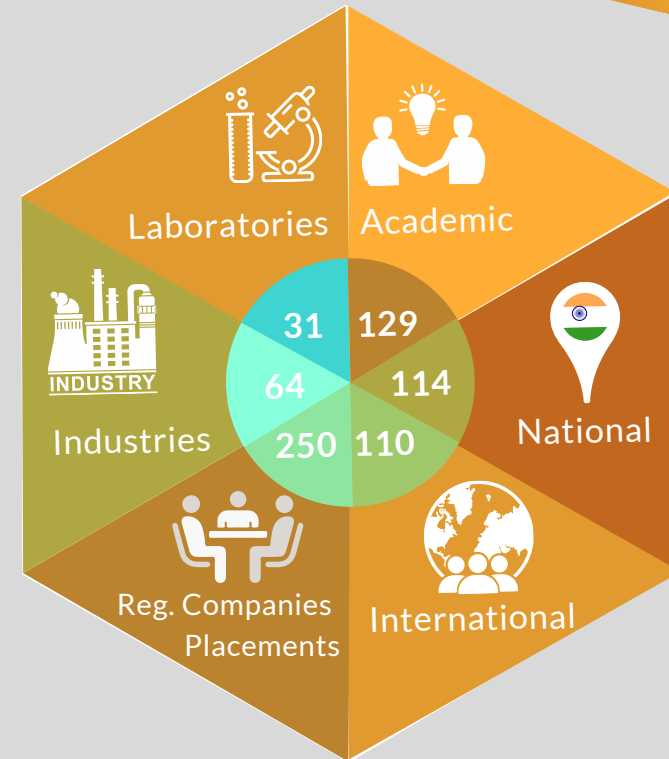 Laboratories
Academic
31
129
INDUSTRY
64
114
Industries
National
250
110
Reg. Companies
Placements
International